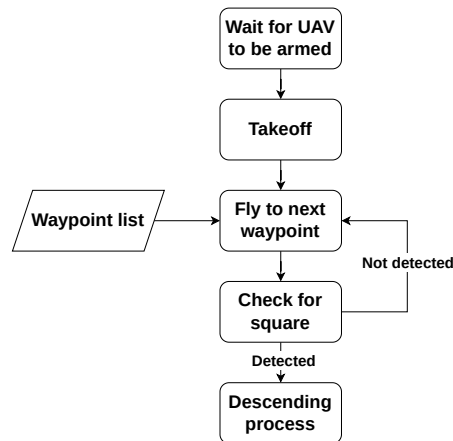 Wait for UAV
to be armed
Takeoff
Waypoint list
Fly to next
waypoint
Not detected
Check for
square
Detected
Descending
process